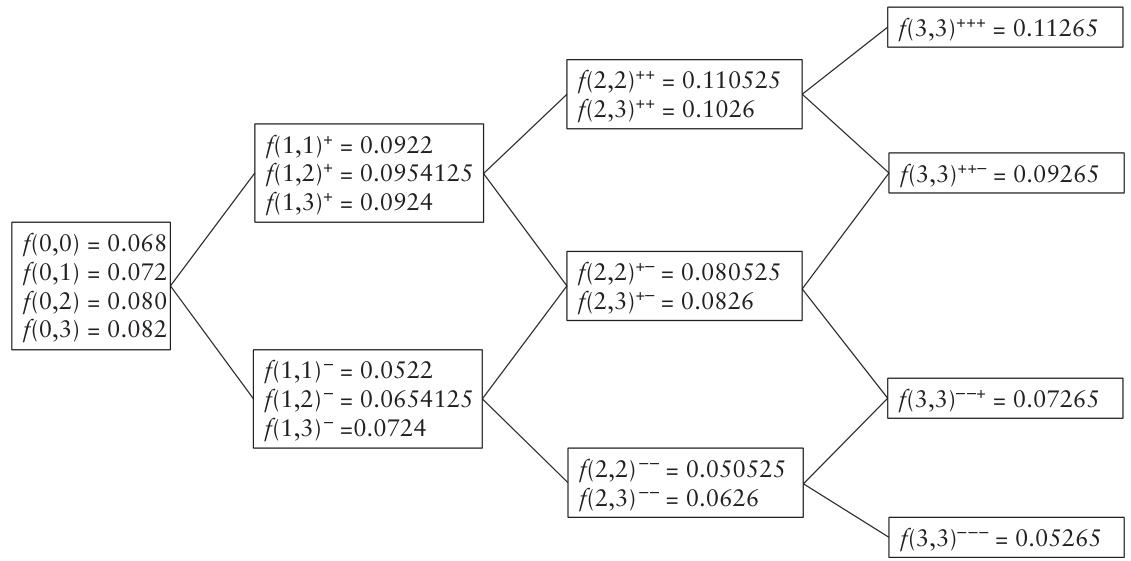 f(0,0) = 0.068
f(0,1) = 0.072
f(0,2) = 0.080
f(0,3) = 0.082
f(1,1)⁺ = 0.0922
f(1,2)⁺ = 0.0954125
f(1,3)⁺ = 0.0924
f(1,1)⁻ = 0.0522
f(1,2)⁻ = 0.0654125
f(1,3)⁻ =0.0724
f(2,2)⁺⁺ = 0.110525
f(2,3)⁺⁺ = 0.1026
f(2,2)⁺⁻ = 0.080525
f(2,3)⁺⁻ = 0.0826
f(2,2)⁻⁻ = 0.050525
f(2,3)⁻⁻ = 0.0626
f(3,3)⁺⁺⁺ = 0.11265
f(3,3)⁺⁺⁻ = 0.09265
f(3,3)⁻⁻⁺ = 0.07265
f(3,3)⁻⁻⁻ = 0.05265